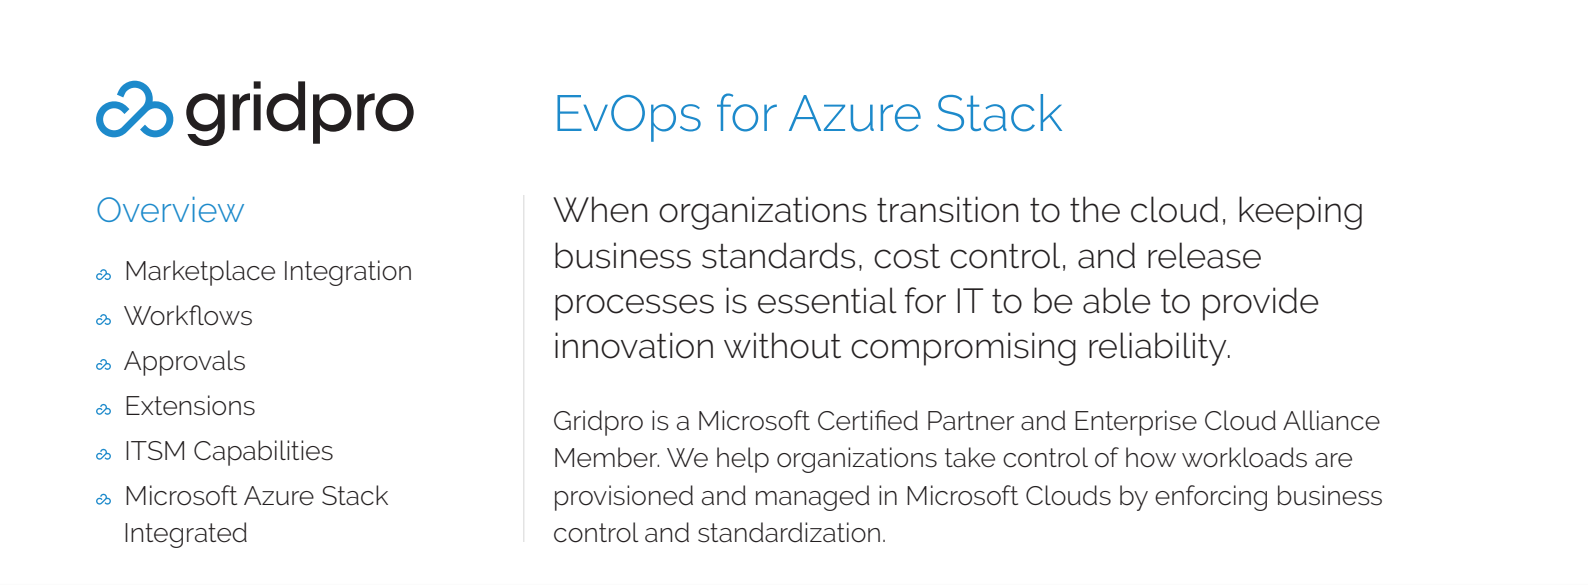 gridpro
EvOps for Azure Stack
Overview
Marketplace Integration
Workflows
Approvals
Extensions
ITSM Capabilities
Microsoft Azure Stack
Integrated
When organizations transition to the cloud, keeping
business standards, cost control, and release
processes is essential for IT to be able to provide
innovation without compromising reliability.
Gridpro is a Microsoft Certified Partner and Enterprise Cloud Alliance
Member. We help organizations take control of how workloads are
provisioned and managed in Microsoft Clouds by enforcing business
control and standardization.